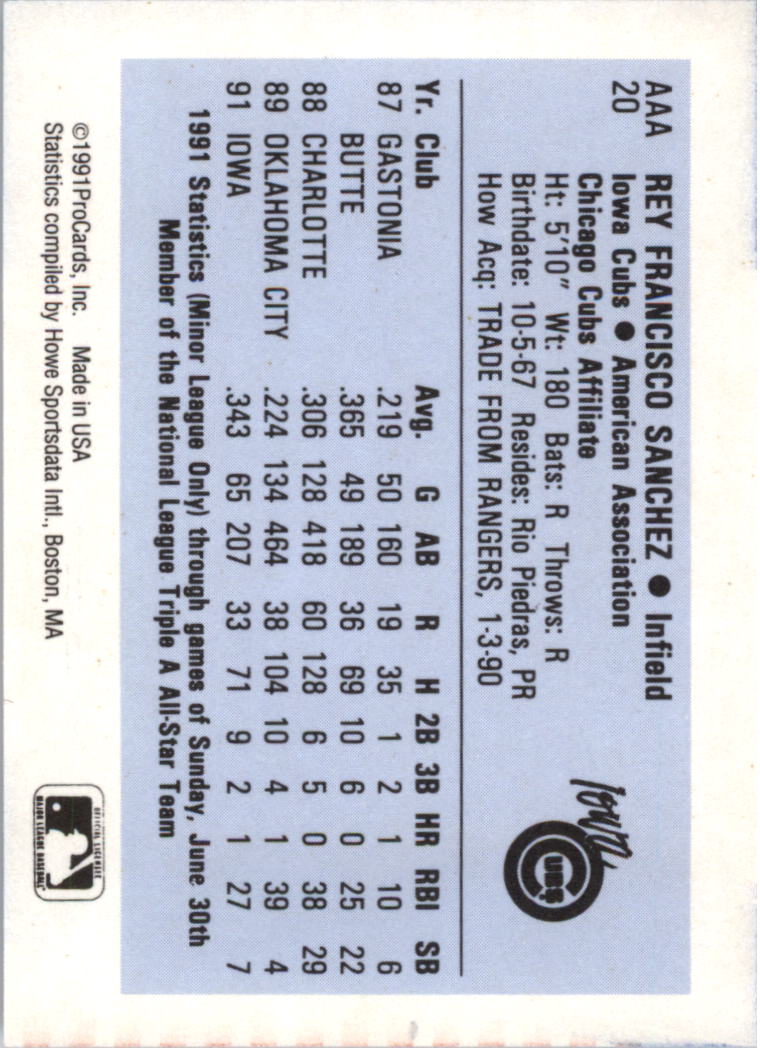 AAA REY FRANCISCO SANCHEZ ● Infield
20 Iowa Cubs ● American Association
Chicago Cubs Affiliate
Ht: 5'10" Wt: 180 Bats: R Throws: R
Birthdate: 10-5-67 Resides: Rio Piedras, PR
How Acq: TRADE FROM RANGERS, 1-3-90
Iowa
CUBS
Yr. Club Avg. G AB R H 2B 3B HR RBI SB
87 GASTONIA .219 50 160 19 35 1 2 1 10 6
BUTTE .365 49 189 36 69 10 6 0 25 22
88 CHARLOTTE .306 128 418 60 128 6 5 0 38 29
89 OKLAHOMA CITY .224 134 464 38 104 10 4 1 39 4
91 IOWA .343 65 207 33 71 9 2 1 27 7
1991 Statistics (Minor League Only) through games of Sunday, June 30th
Member of the National League Triple A All-Star Team
©1991ProCards, Inc. Made in USA
Statistics compiled by Howe Sportsdata Intl., Boston, MA
OFFICIAL LICENSEE
MAJOR LEAGUE BASEBALL